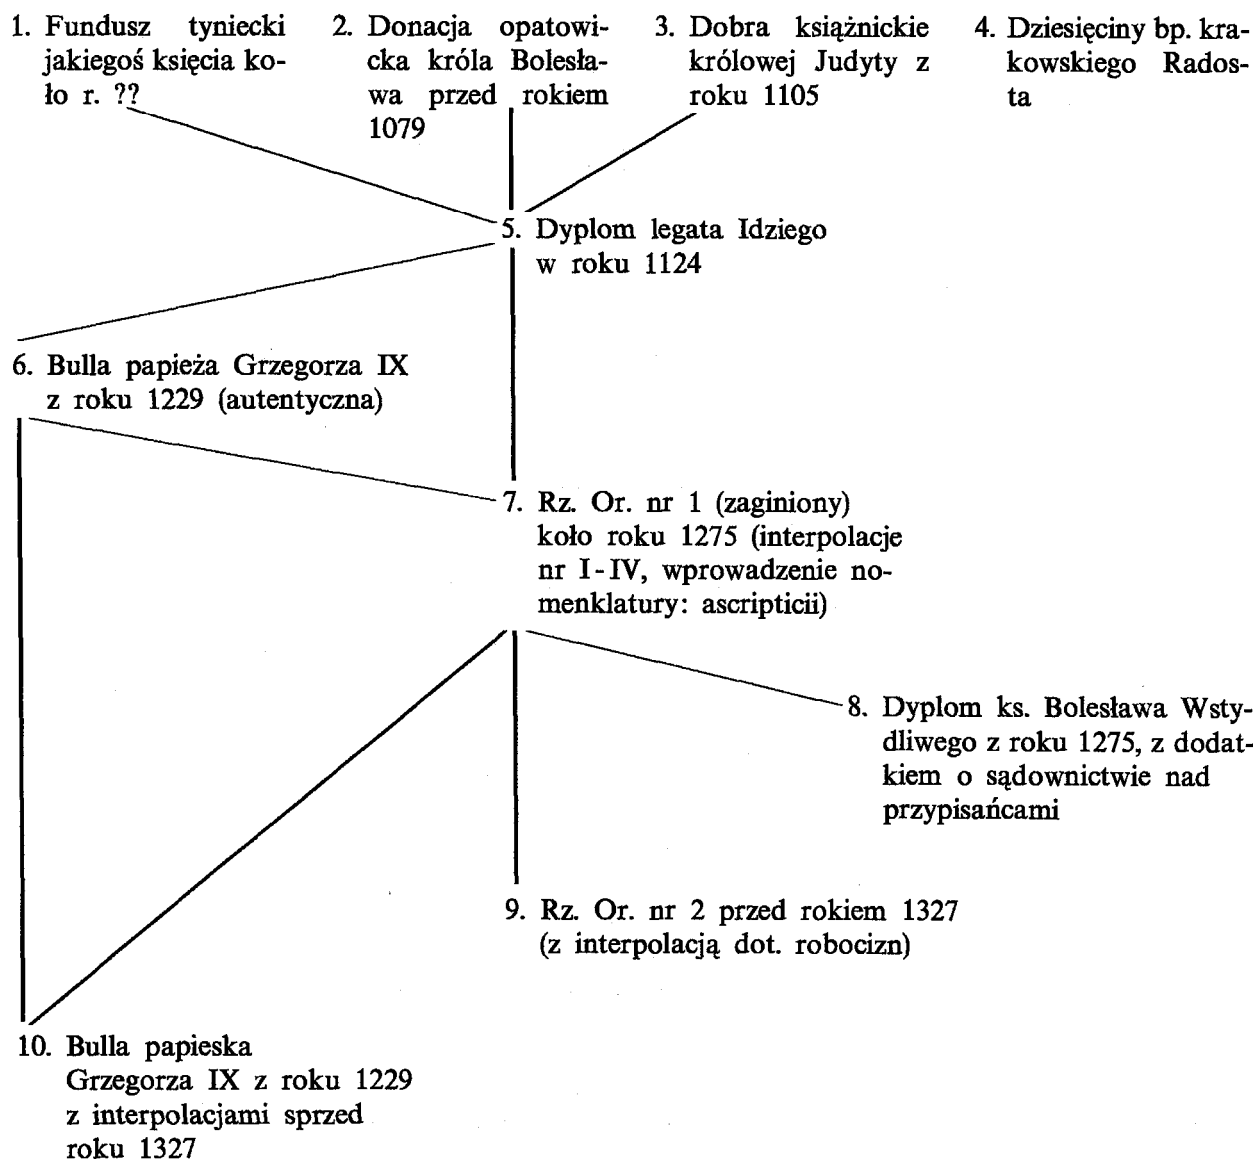 1. Fundusz tyniecki
jakiegoś księcia ko-
ło r. ??
2. Donacja opatowi-
cka króla Bolesła-
wa przed rokiem
1079
3. Dobra książnickie
królowej Judyty z
roku 1105
4. Dziesięciny bp. kra-
kowskiego Rados-
ta
5. Dyplom legata Idziego
w roku 1124
6. Bulla papieża Grzegorza IX
z roku 1229 (autentyczna)
7. Rz. Or. nr 1 (zaginiony)
koło roku 1275 (interpolacje
nr I-IV, wprowadzenie no-
menklatury: ascripticii)
8. Dyplom ks. Bolesława Wsty-
dliwego z roku 1275, z dodat-
kiem o sądownictwie nad
przypisańcami
9. Rz. Or. nr 2 przed rokiem 1327
(z interpolacją dot. robocizn)
10. Bulla papieska
Grzegorza IX z roku 1229
z interpolacjami sprzed
roku 1327